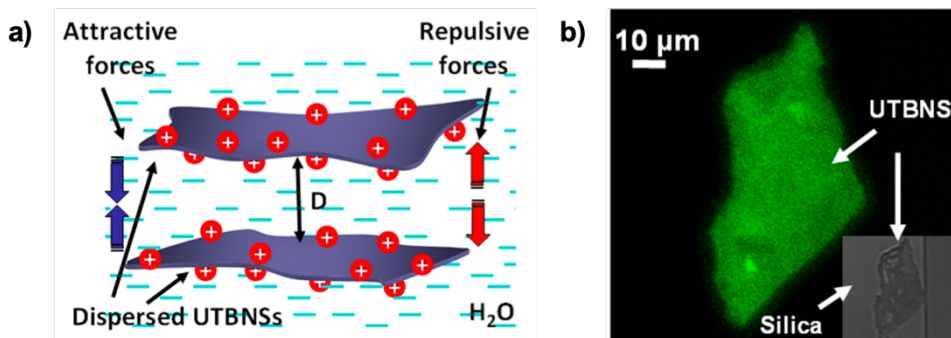 a)
Attractive
forces
Repulsive
forces
D
Dispersed UTBNSs
H₂O
b)
10 µm
UTBNS
Silica